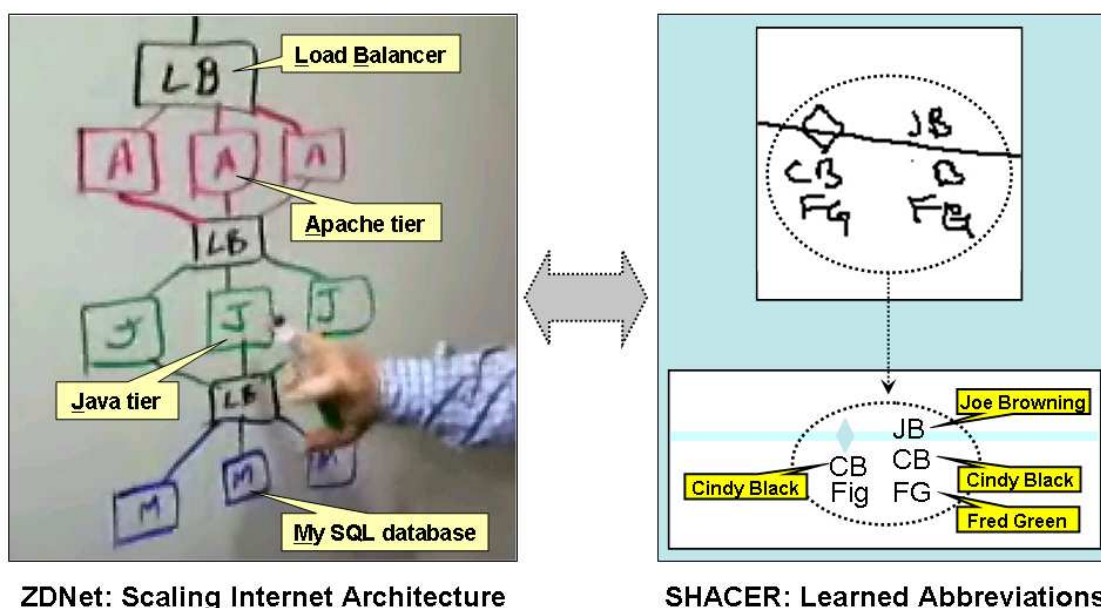 LB
Load Balancer
A
A
A
Apache tier
LB
J
J
J
Java tier
LB
M
M
M
My SQL database
ZDNet: Scaling Internet Architecture
JB
CB
FG
Joe Browning
JB
CB
CB
Cindy Black
Cindy Black
Fig
FG
Fred Green
SHACER: Learned Abbreviations